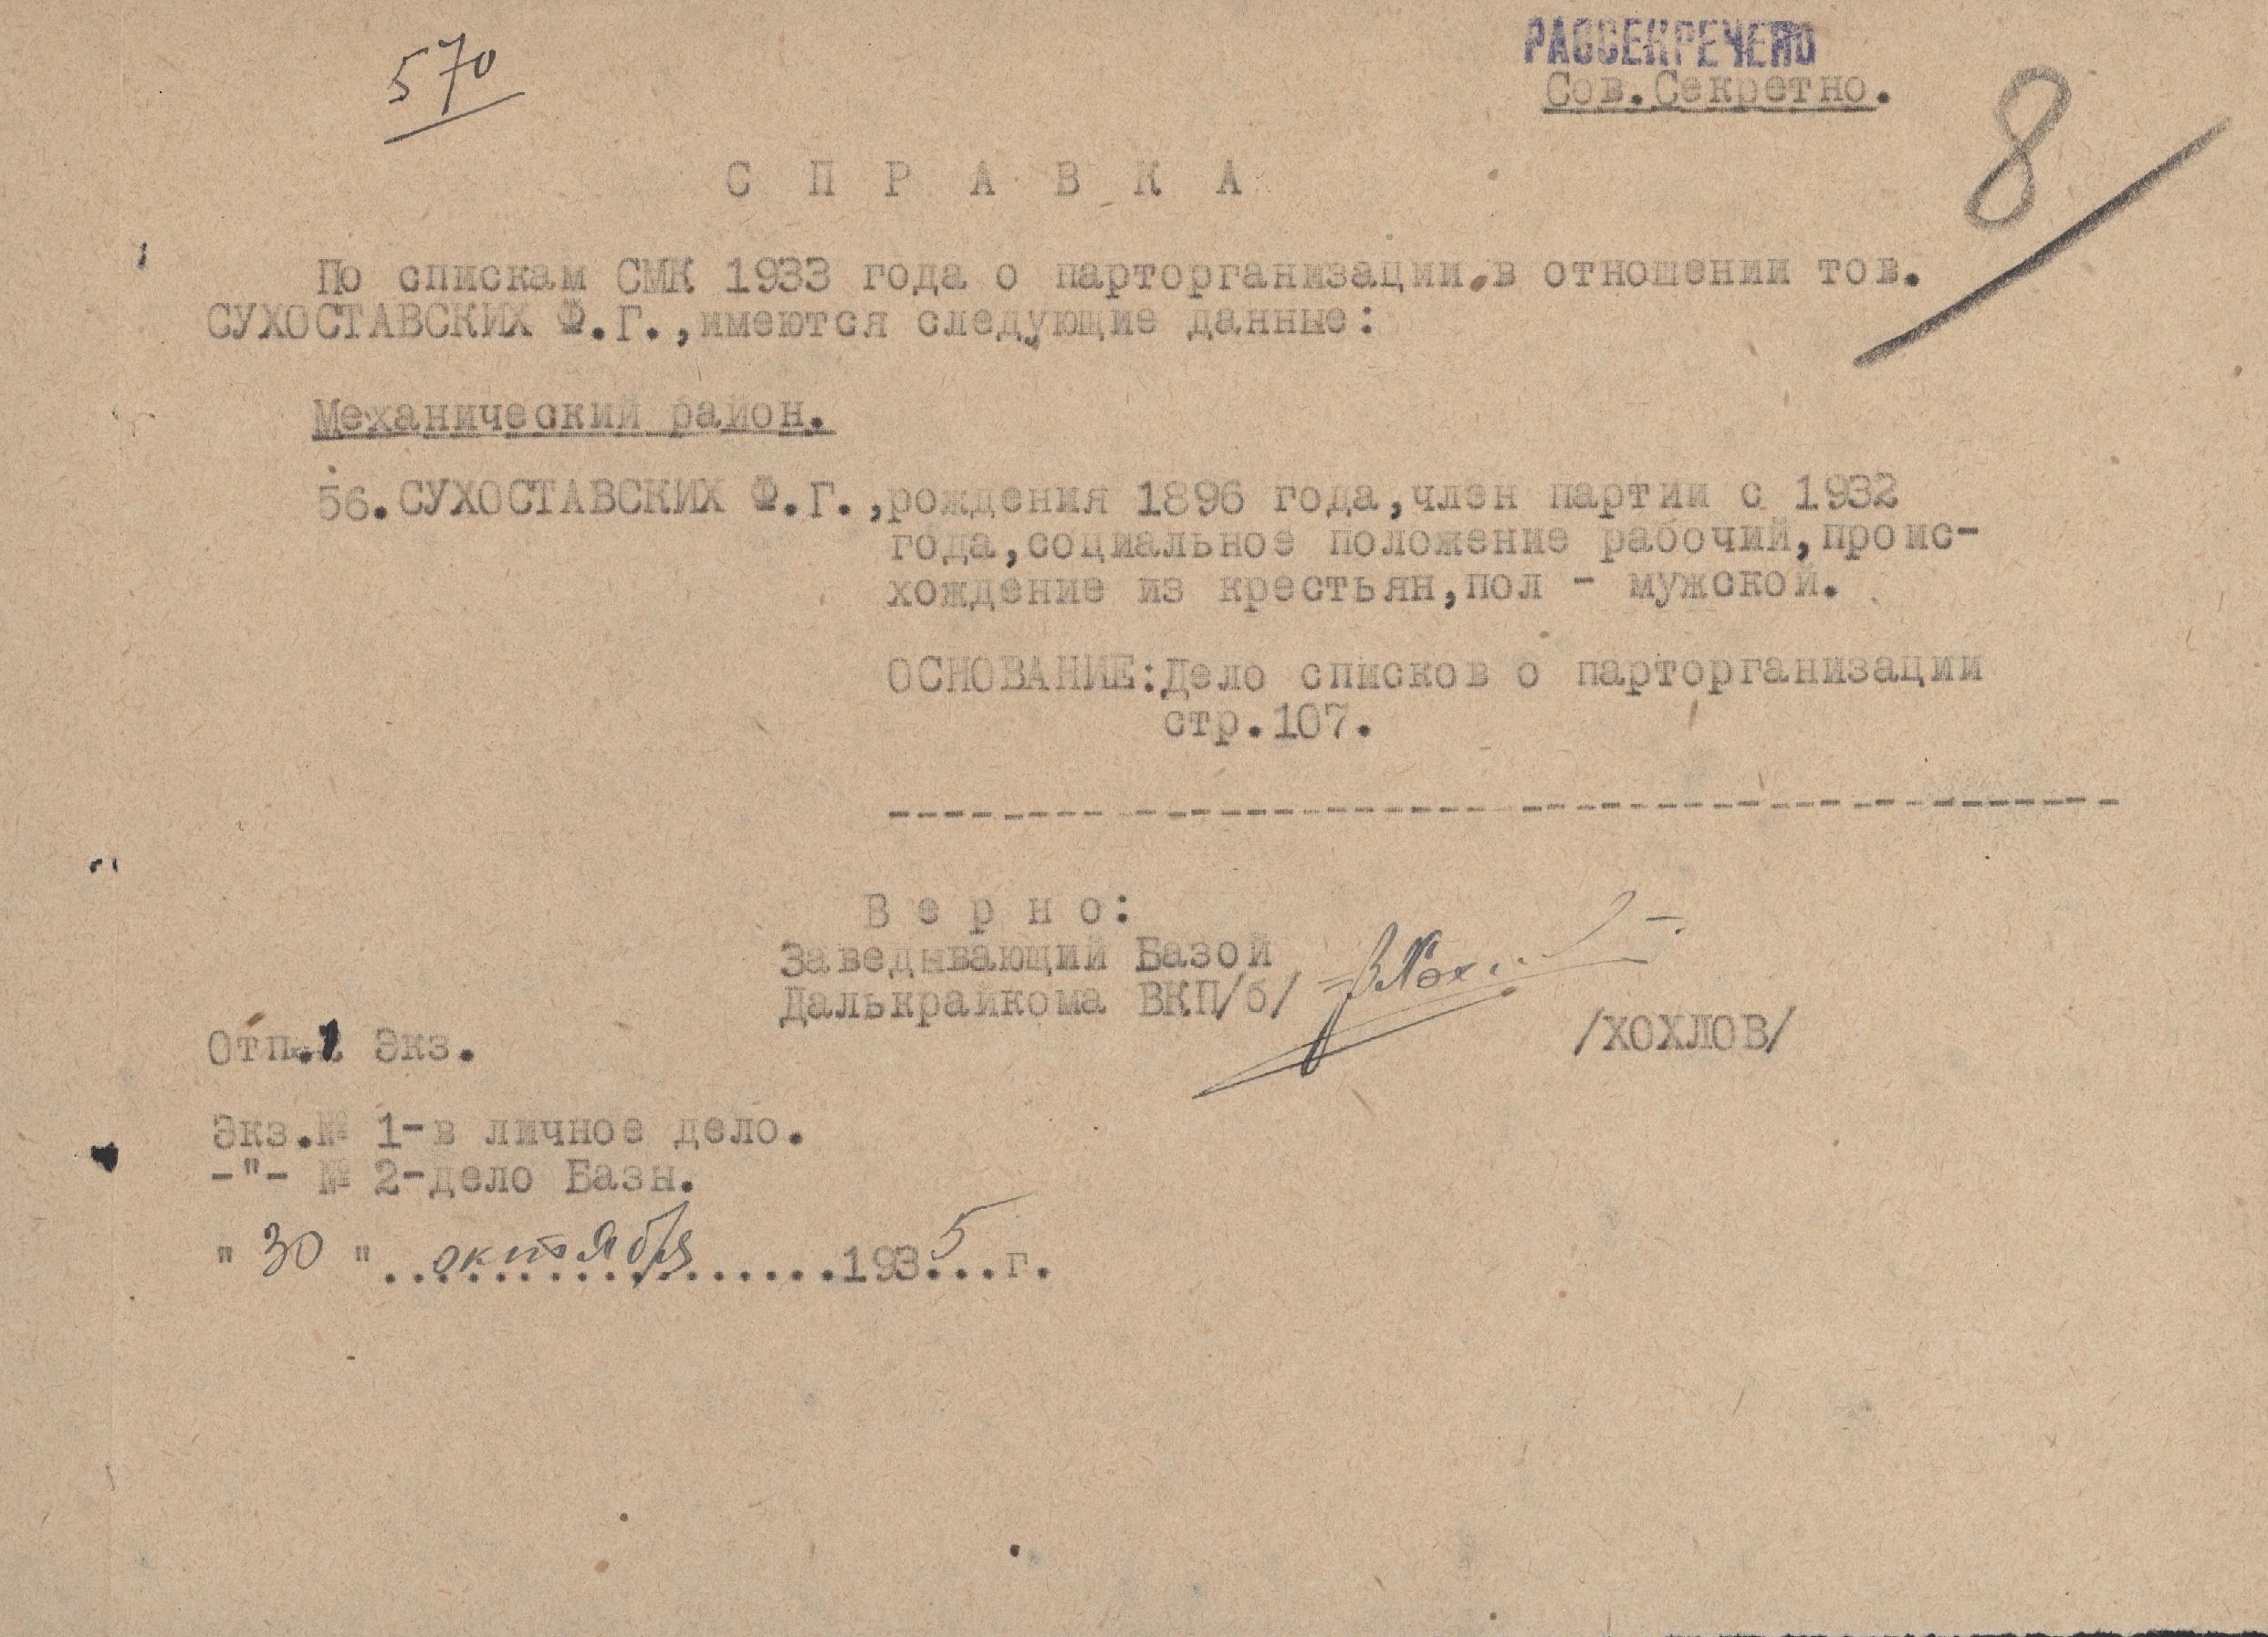 570
РАССЕКРЕЧЕНО
Сов.Секретно.
8
С П Р А В К А
По спискам СМК 1933 года о парторганизации.в отношении тов.
СУХОСТАВСКИХ Ф.Г.,имеются следующие данные:
Механический район.
56.СУХОСТАВСКИХ Ф.Г.,рождения 1896 года,член партии с 1932
года,социальное положение рабочий,проис-
хождение из крестьян,пол - мужской.
ОСНОВАНИЕ:Дело списков о парторганизации
стр.107.
В е р н о:
Заведывающий Базой
Далькрайкома ВКП/б/
/ХОХЛОВ/
Отп.1 Экз.
Экз.№ 1-в личное дело.
-"- № 2-дело Базы.
" 30 "..октября.......1935...г.